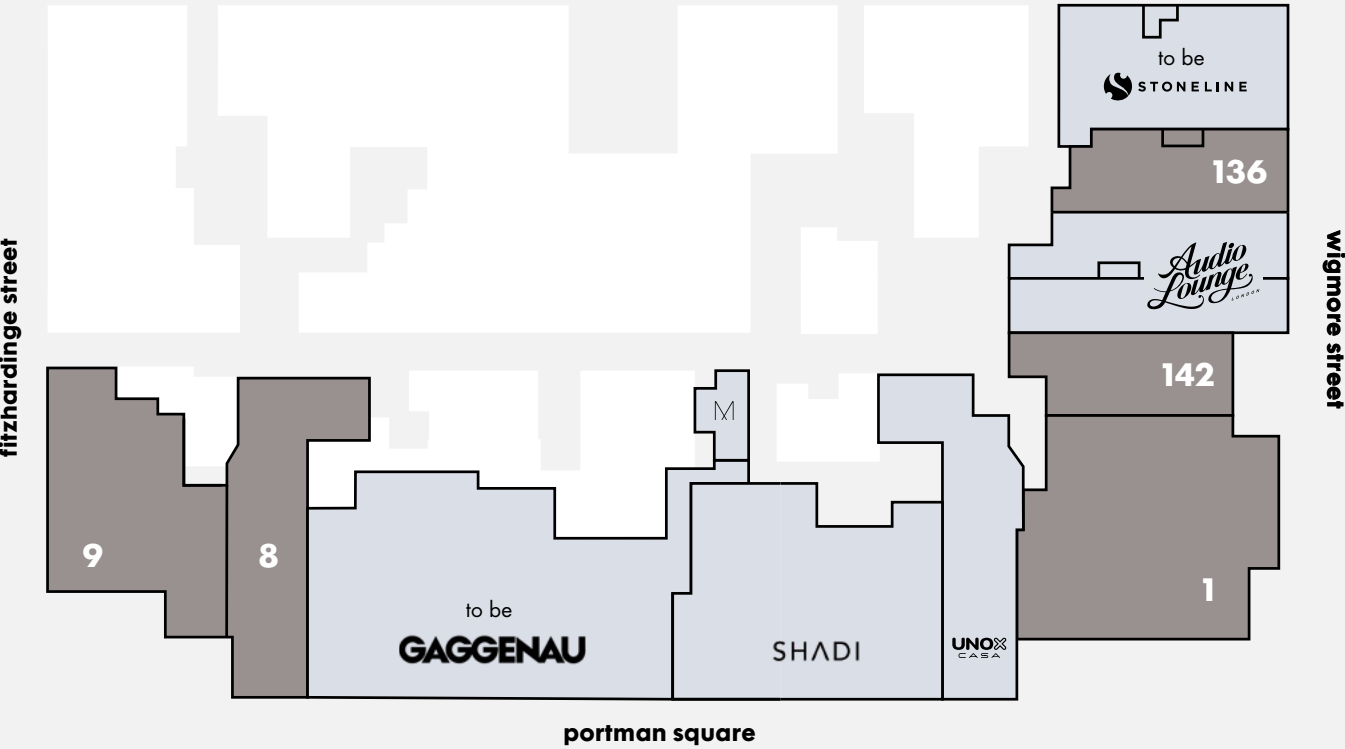 to be
STONELINE
136
Audio
Lounge
LONDON
142
1
fitzhardinge street
wigmore street
M
9
8
to be
GAGGENAU
SHADI
UNOX
CASA
portman square